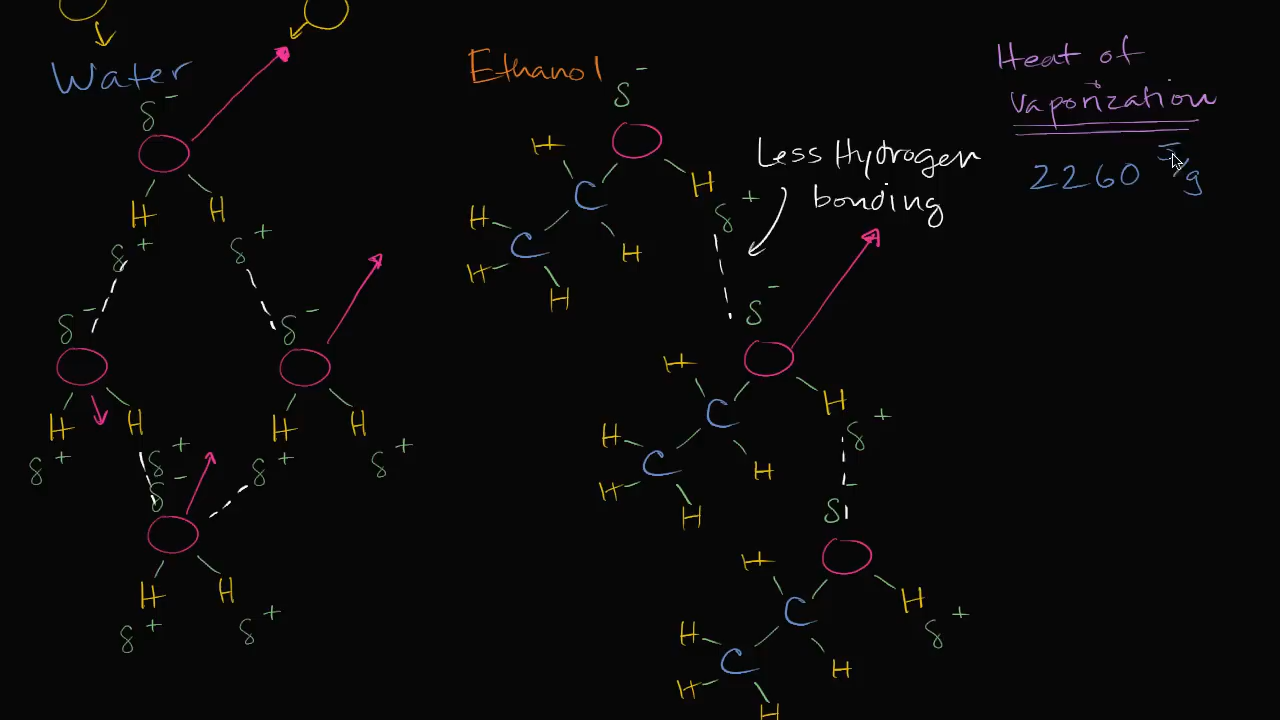 Water
δ⁻
H H
δ⁺ δ⁺
δ⁻ δ⁻
H H H H
δ⁺ δ⁺ δ⁺ δ⁺
δ⁻
H H
δ⁺ δ⁺
Ethanol
δ⁻
H
C H
H C δ⁺
H H
H
Less Hydrogen
bonding
δ⁻
H
C H
H C δ⁺
H H
H
δ⁻
H
C H
H C δ⁺
H H
H
Heat of
vaporization
2260 J/g